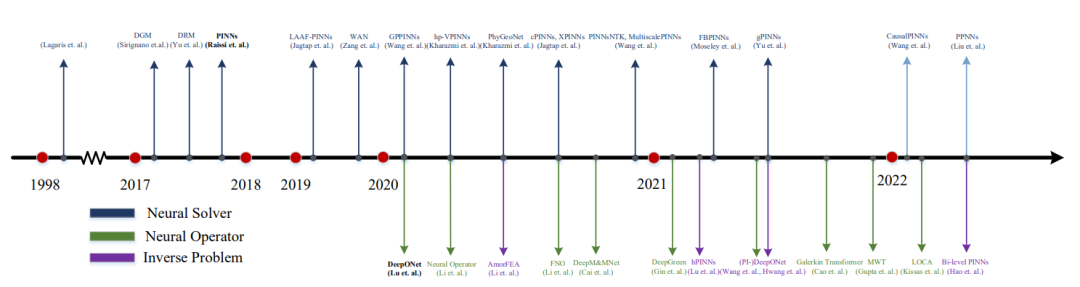 DGM DRM PINNs LAAF-PINNs WAN GPPINNs hp-VPINNs PhyGeoNet cPINNs, XPINNs PINNsNTK, MultiscalePINNs FBPINNs gPINNs CausalPINNs PPNNs
(Lagaris et. al.) (Sirignano et.al.) (Yu et. al.) (Raissi et. al.) (Jagtap et. al.) (Zang et. al.) (Wang et. al.) (Kharazmi et. al.) (Kharazmi et. al.) (Jagtap et. al.) (Wang et. al.) (Moseley et. al.) (Yu et. al.) (Wang et. al.) (Liu et. al.)
1998 2017 2018 2019 2020 2021 2022
Neural Solver
Neural Operator
Inverse Problem
DeepONet Neural Operator AmorFEA FNO DeepM&MNet DeepGreen hPINNs (PI-)DeepONet Galerkin Transformer MWT LOCA Bi-level PINNs
(Lu et. al.) (Li et. al.) (Li et. al.) (Li et. al.) (Cai et. al.) (Gin et. al.) (Lu et. al.) (Wang et. al., Hwang et. al.) (Cao et. al.) (Gupta et. al.) (Kissas et. al.) (Hao et. al.)